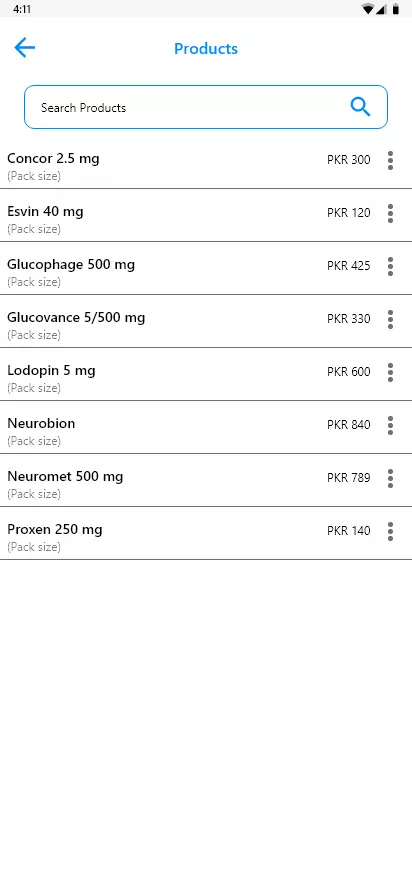 4:11
Products
Search Products
Concor 2.5 mg PKR 300
(Pack size)
Esvin 40 mg PKR 120
(Pack size)
Glucophage 500 mg PKR 425
(Pack size)
Glucovance 5/500 mg PKR 330
(Pack size)
Lodopin 5 mg PKR 600
(Pack size)
Neurobion PKR 840
(Pack size)
Neuromet 500 mg PKR 789
(Pack size)
Proxen 250 mg PKR 140
(Pack size)